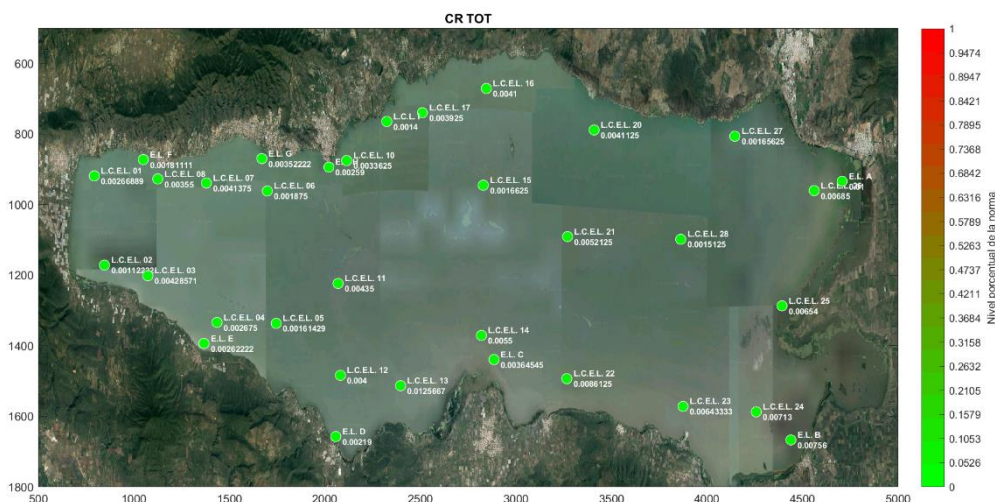 CR TOT
600
800
1000
1200
1400
1600
1800
500
1000
1500
2000
2500
3000
3500
4000
4500
5000
L.C.E.L. 16
0.0041
L.C.E.L. 17
0.003925
L.C.L.
0.0014
L.C.E.L. 20
0.0041125
L.C.E.L. 27
0.00165625
E.L. F
0.00181111
E.L. G
0.00352222
L.C.E.L. 10
0.0033625
0.00259
L.C.E.L. 01
0.00266889
L.C.E.L. 08
0.00355
L.C.E.L. 07
0.0041375
L.C.E.L. 06
0.001875
L.C.E.L. 15
0.0016625
E.L. A
L.C.E.L.
0.00685
L.C.E.L. 21
0.0052125
L.C.E.L. 28
0.0015125
L.C.E.L. 02
L.C.E.L. 03
0.00428571
L.C.E.L. 11
0.00435
L.C.E.L. 25
0.00654
L.C.E.L. 04
0.002675
L.C.E.L. 05
0.00161429
E.L. E
0.00262222
L.C.E.L. 14
0.0055
E.L. C
0.00364545
L.C.E.L. 12
0.004
L.C.E.L. 13
0.0125667
L.C.E.L. 22
0.0086125
L.C.E.L. 23
0.00643333
L.C.E.L. 24
0.00713
E.L. D
0.00219
E.L. B
0.00756
1
0.9474
0.8947
0.8421
0.7895
0.7368
0.6842
0.6316
0.5789
0.5263
0.4737
0.4211
0.3684
0.3158
0.2632
0.2105
0.1579
0.1053
0.0526
0
Nivel porcentual de la norma